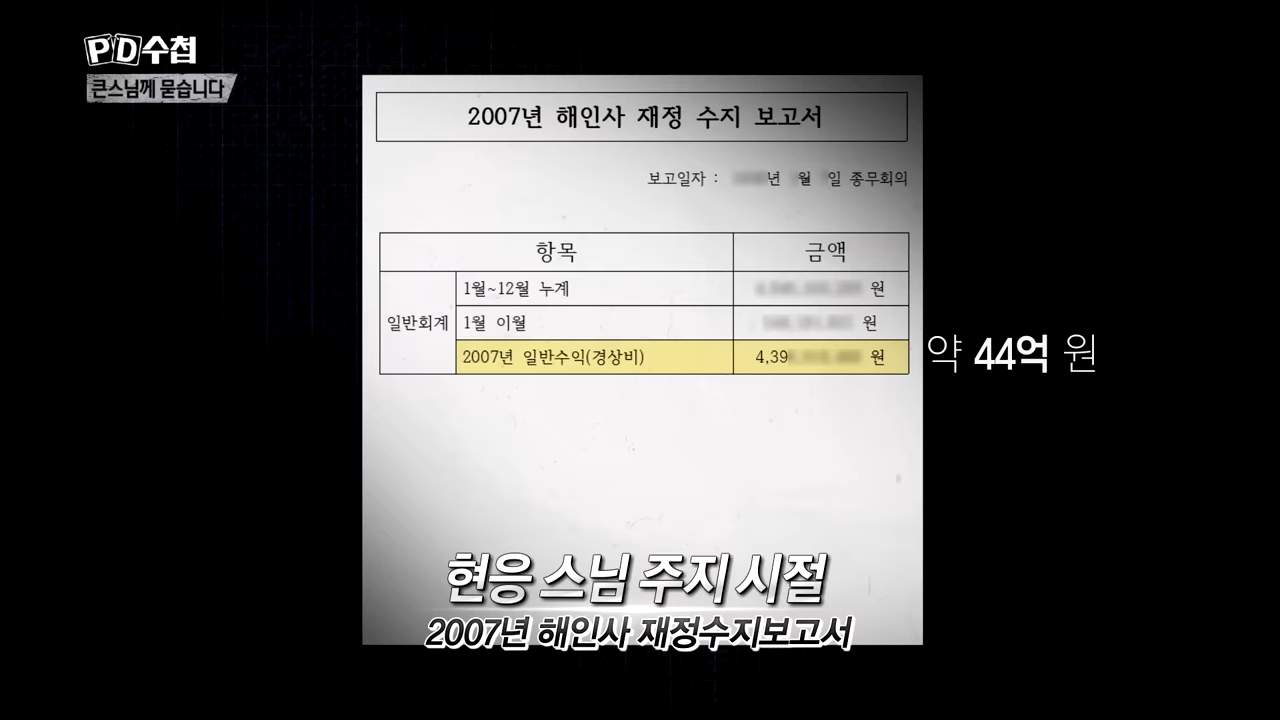 PD수첩
큰스님께 묻습니다
2007년 해인사 재정 수지 보고서
보고일자 : 년 월 일 종무회의
항목 금액
일반회계
1월~12월 누계 원
1월 이월 원
2007년 일반수익(경상비) 4,39 원
약 44억 원
현응 스님 주지 시절
2007년 해인사 재정수지보고서